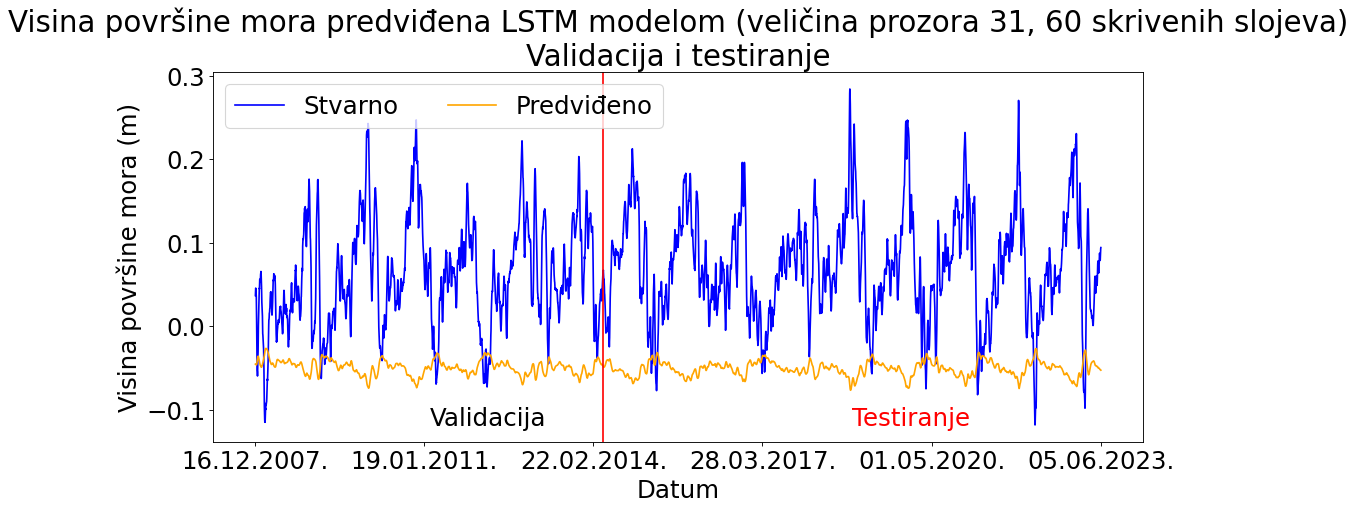 Visina površine mora predviđena LSTM modelom (veličina prozora 31, 60 skrivenih slojeva)
Validacija i testiranje
Stvarno
Predviđeno
Visina površine mora (m)
0.3
0.2
0.1
0.0
−0.1
Validacija
Testiranje
16.12.2007.
19.01.2011.
22.02.2014.
28.03.2017.
01.05.2020.
05.06.2023.
Datum